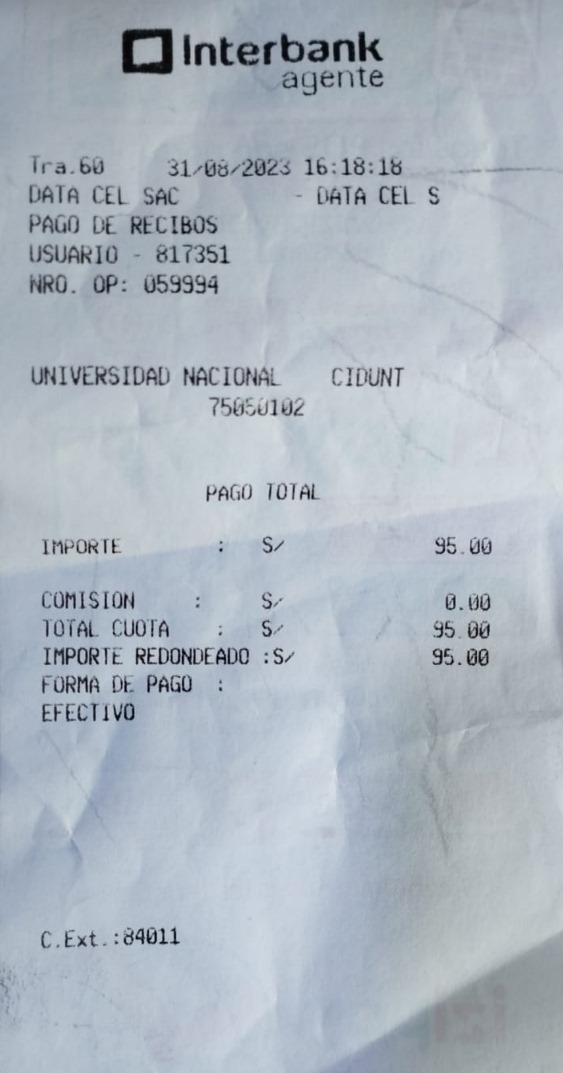 Interbank
agente
Tra.60 31/08/2023 16:18:18
DATA CEL SAC - DATA CEL S
PAGO DE RECIBOS
USUARIO - 817351
NRO. OP: 059994
UNIVERSIDAD NACIONAL CIDUNT
75050102
PAGO TOTAL
IMPORTE : S/ 95.00
COMISION : S/ 0.00
TOTAL CUOTA : S/ 95.00
IMPORTE REDONDEADO :S/ 95.00
FORMA DE PAGO :
EFECTIVO
C.Ext.:84011